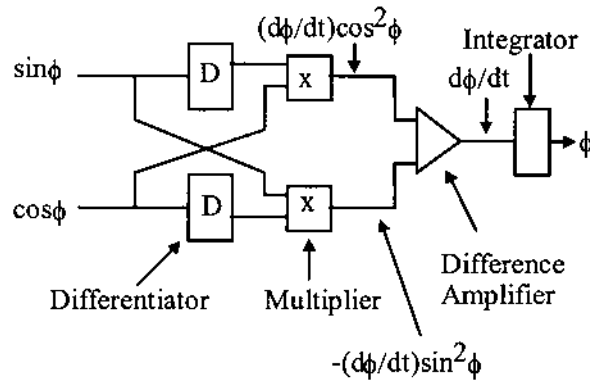 (dϕ/dt)cos²ϕ
Integrator
sinϕ
D
x
dϕ/dt
ϕ
cosϕ
D
x
Differentiator
Multiplier
Difference
Amplifier
-(dϕ/dt)sin²ϕ